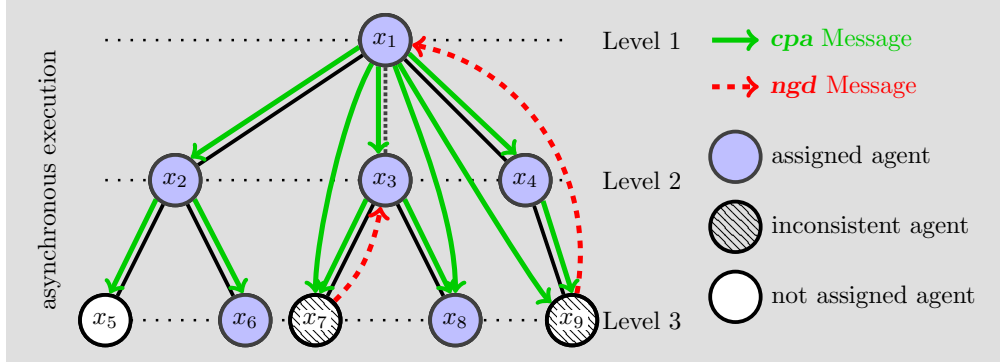 x1
Level 1
cpa Message
ngd Message
asynchronous execution
x2
x3
x4
Level 2
assigned agent
inconsistent agent
not assigned agent
x5
x6
x7
x8
x9
Level 3